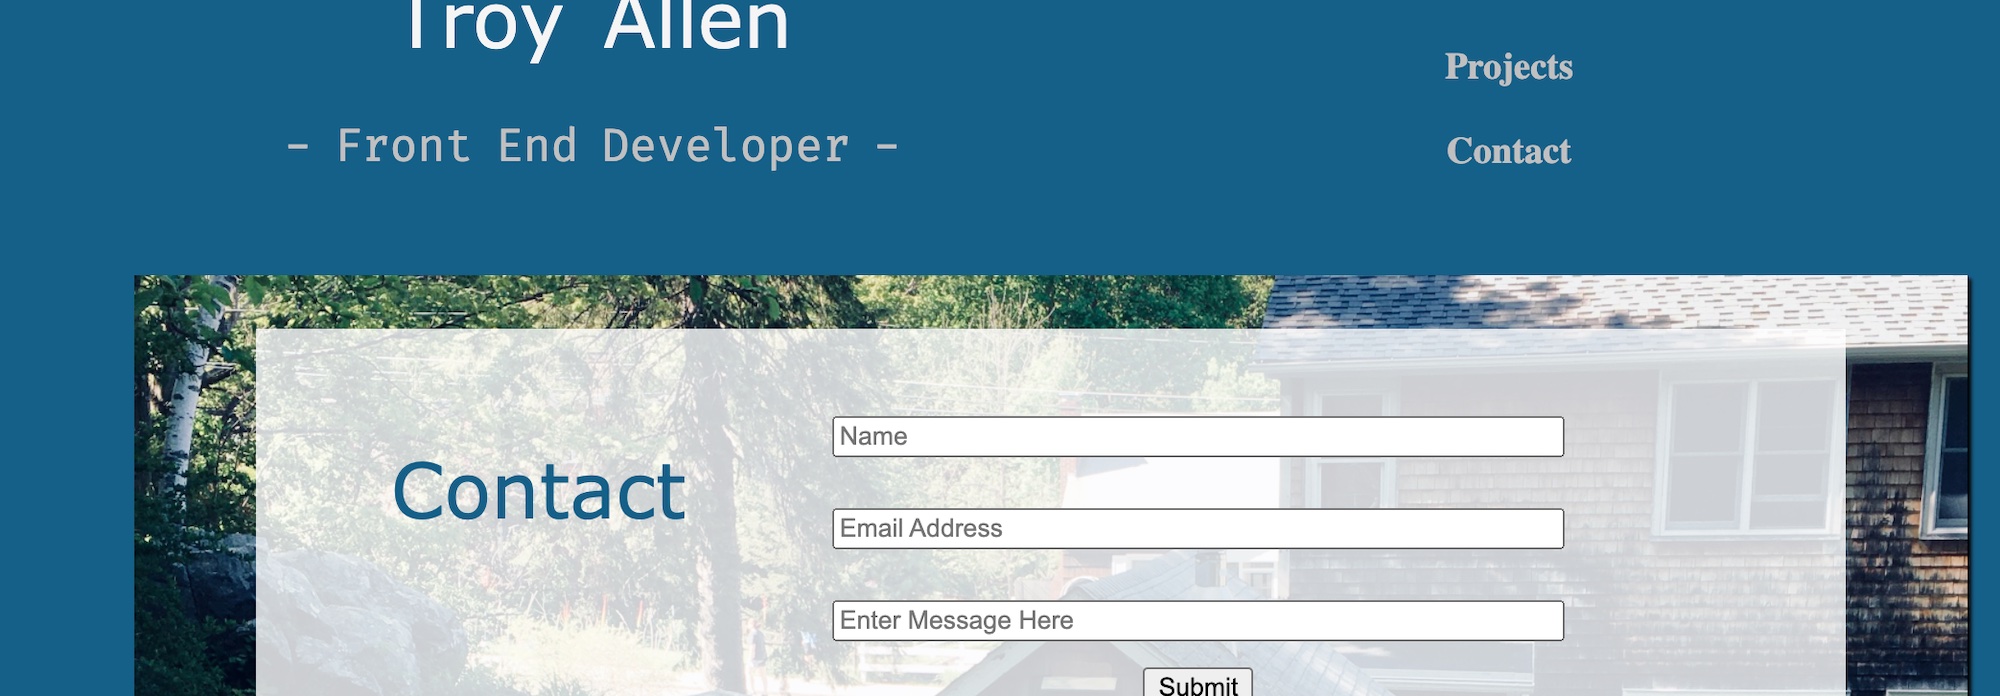 Troy Allen
- Front End Developer -
Projects
Contact
Contact
Name
Email Address
Enter Message Here
Submit